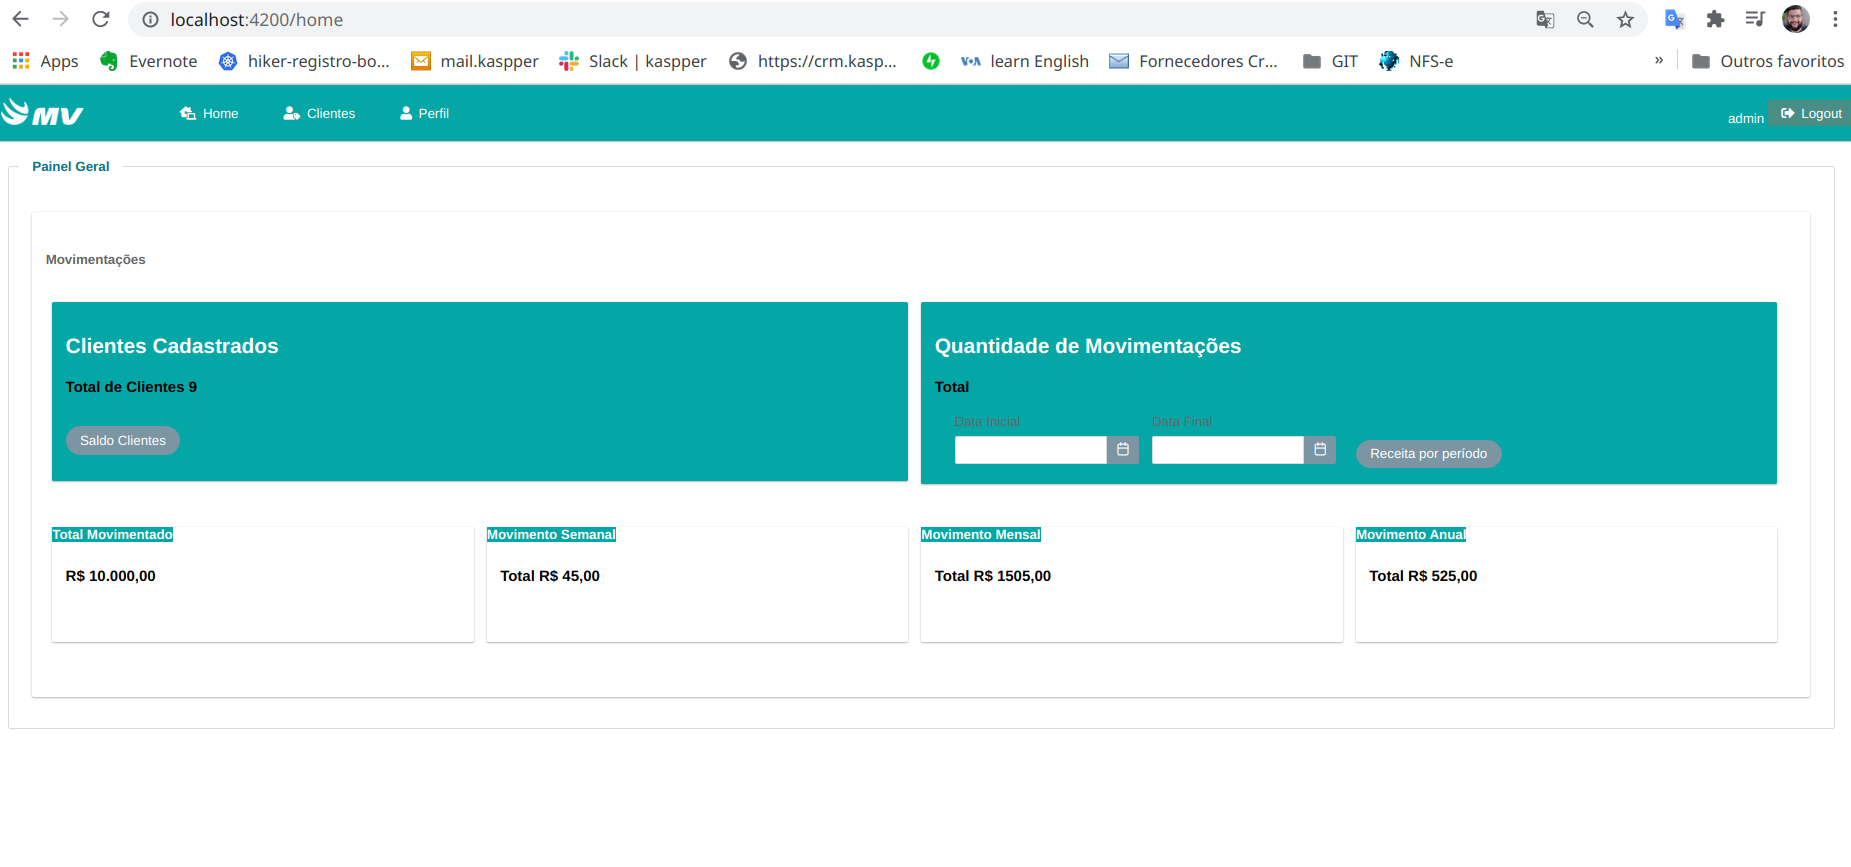 localhost:4200/home
Apps Evernote hiker-registro-bo... mail.kaspper Slack | kaspper https://crm.kasp... VOA learn English Fornecedores Cr... GIT NFS-e » Outros favoritos
MV Home Clientes Perfil admin Logout
Painel Geral
Movimentações
Clientes Cadastrados
Total de Clientes 9
Saldo Clientes
Quantidade de Movimentações
Total
Data Inicial Data Final
Receita por período
Total Movimentado
R$ 10.000,00
Movimento Semanal
Total R$ 45,00
Movimento Mensal
Total R$ 1505,00
Movimento Anual
Total R$ 525,00